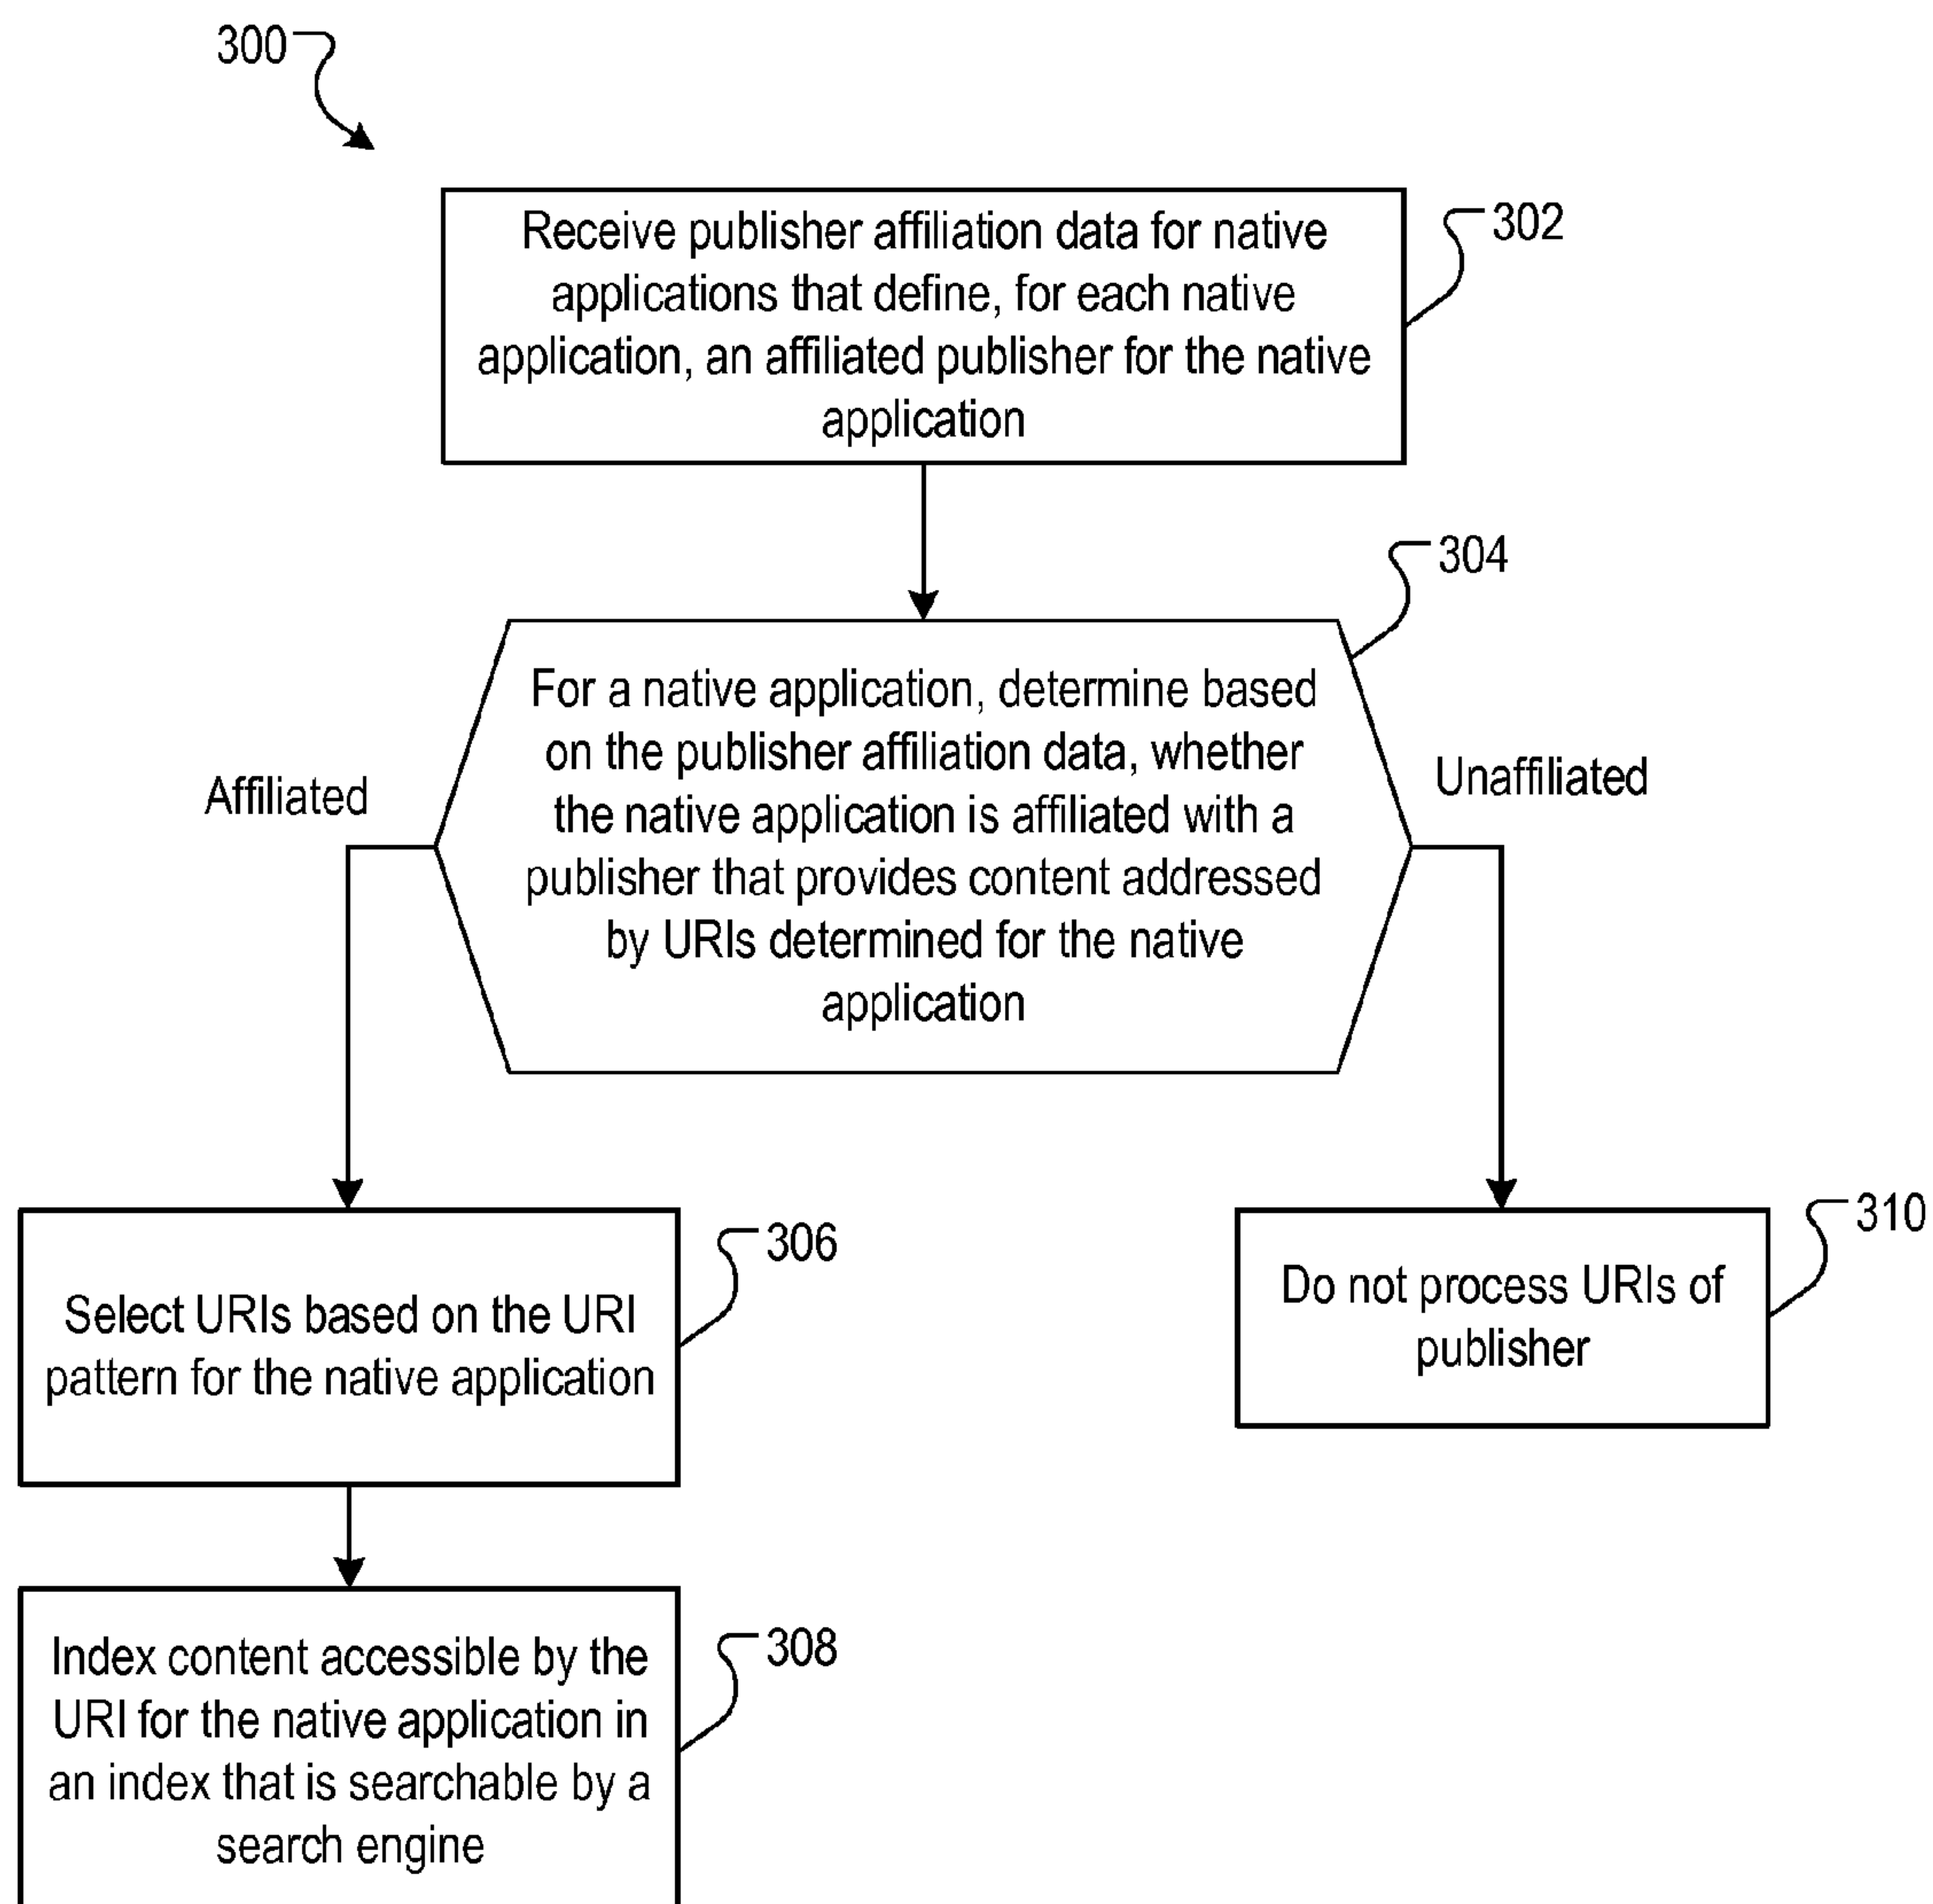 300
Receive publisher affiliation data for native
applications that define, for each native
application, an affiliated publisher for the native
application
302
304
For a native application, determine based
on the publisher affiliation data, whether
the native application is affiliated with a
publisher that provides content addressed
by URIs determined for the native
application
Affiliated
Unaffiliated
306
Select URIs based on the URI
pattern for the native application
310
Do not process URIs of
publisher
308
Index content accessible by the
URI for the native application in
an index that is searchable by a
search engine